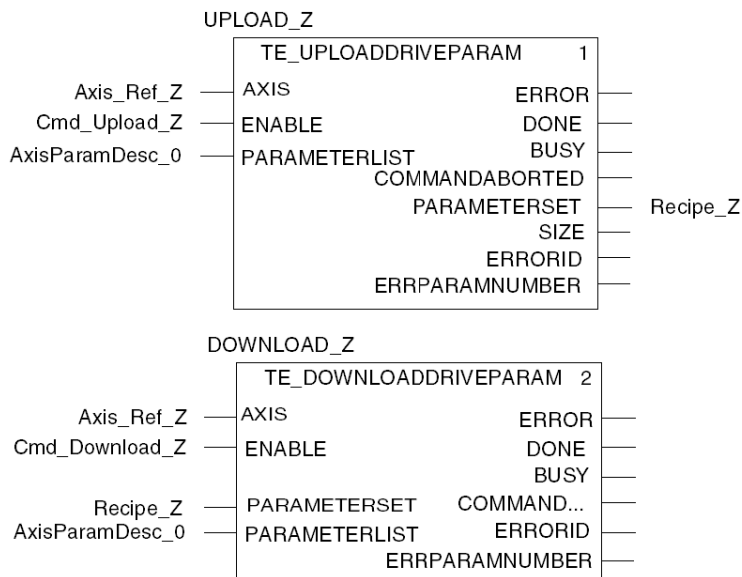 UPLOAD_Z
TE_UPLOADDRIVEPARAM 1
Axis_Ref_Z AXIS ERROR
Cmd_Upload_Z ENABLE DONE
AxisParamDesc_0 PARAMETERLIST BUSY
COMMANDABORTED
PARAMETERSET Recipe_Z
SIZE
ERRORID
ERRPARAMNUMBER
DOWNLOAD_Z
TE_DOWNLOADDRIVEPARAM 2
Axis_Ref_Z AXIS ERROR
Cmd_Download_Z ENABLE DONE
BUSY
Recipe_Z PARAMETERSET COMMAND...
AxisParamDesc_0 PARAMETERLIST ERRORID
ERRPARAMNUMBER